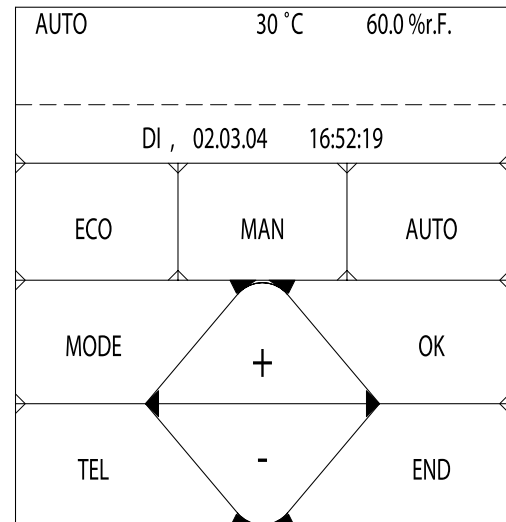 AUTO 30 °C 60.0 %r.F.
DI , 02.03.04 16:52:19
ECO MAN AUTO
MODE + OK
TEL - END